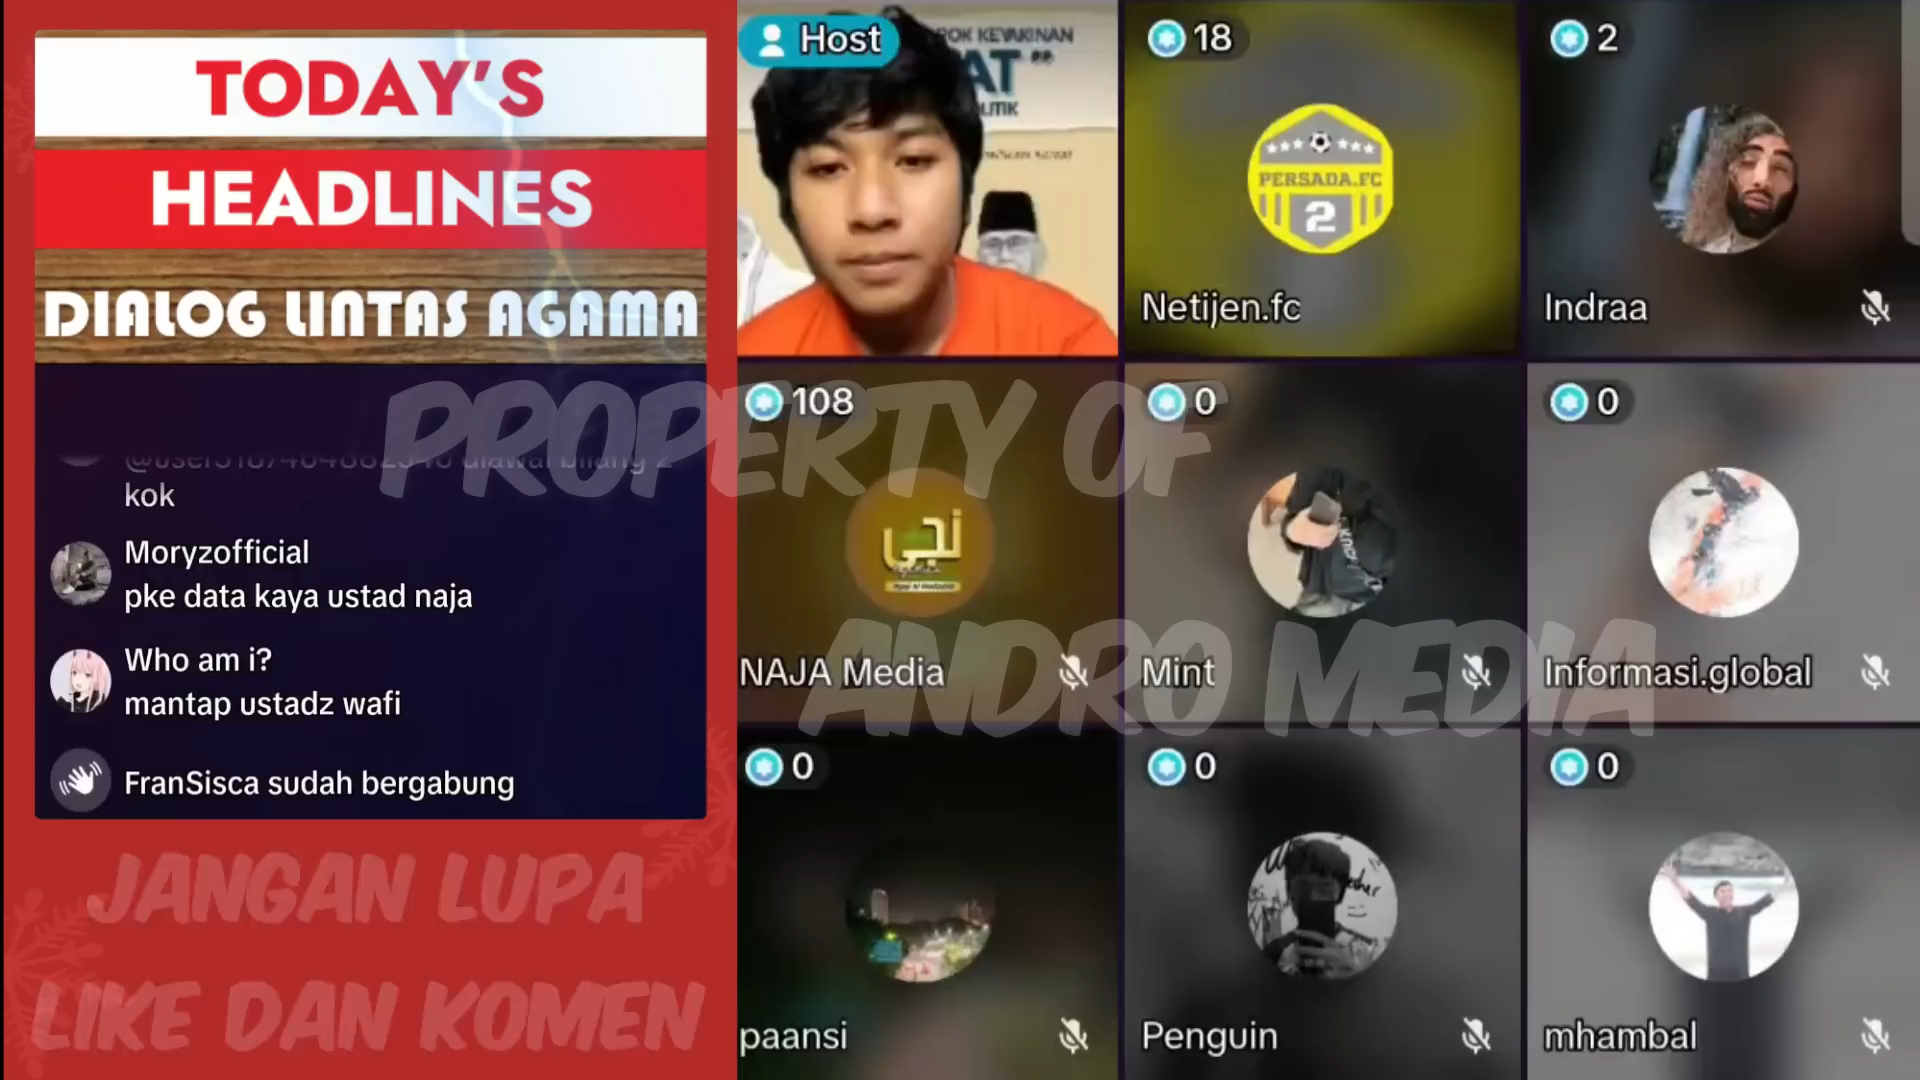 TODAY'S
HEADLINES
DIALOG LINTAS AGAMA
kok
Moryzofficial
pke data kaya ustad naja
Who am i?
mantap ustadz wafi
FranSisca sudah bergabung
JANGAN LUPA
LIKE DAN KOMEN
PROPERTY OF
ANDRO MEDIA
Host
KEYAKINAN
18
PERSADA.FC
2
Netijen.fc
2
Indraa
108
نجي
NAJA Media
0
Mint
0
Informasi.global
0
paansi
0
Penguin
0
mhambal